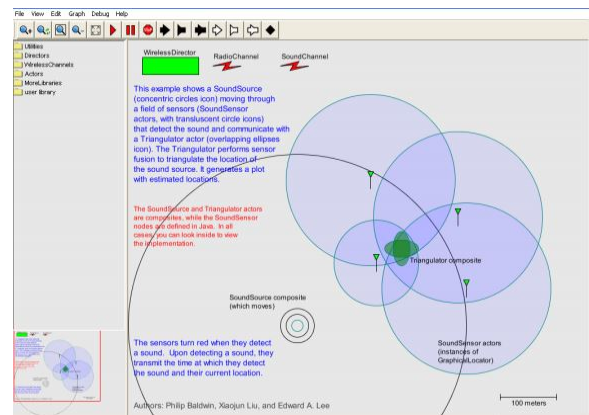 File View Edit Graph Debug Help
Utilities
Directors
WirelessChannels
Actors
MoreLibraries
user library
WirelessDirector
RadioChannel
SoundChannel
This example shows a SoundSource
(concentric circles icon) moving through
a field of sensors (SoundSensor
actors, with transluscent circle icons)
that detect the sound and communicate with
a Triangulator actor (overlapping ellipses
icon). The Triangulator performs sensor
fusion to triangulate the location of
the sound source. It generates a plot
with estimated locations.
The SoundSource and Triangulator actors
are composites, while the SoundSensor
nodes are defined in Java. In all
cases, you can look inside to view
the implementation.
Triangulator composite
SoundSource composite
(which moves)
The sensors turn red when they detect
a sound. Upon detecting a sound, they
transmit the time at which they detect
the sound and their current location.
SoundSensor actors
(instances of
GraphicalLocator)
100 meters
Authors: Philip Baldwin, Xiaojun Liu, and Edward A. Lee